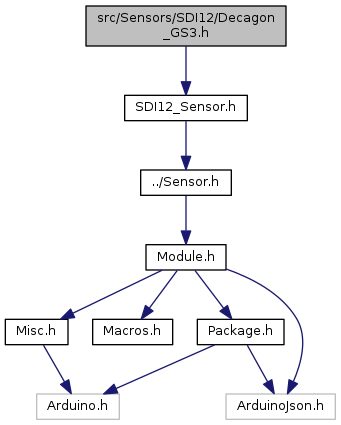 src/Sensors/SDI12/Decagon
_GS3.h
SDI12_Sensor.h
../Sensor.h
Module.h
Misc.h
Macros.h
Package.h
Arduino.h
ArduinoJson.h